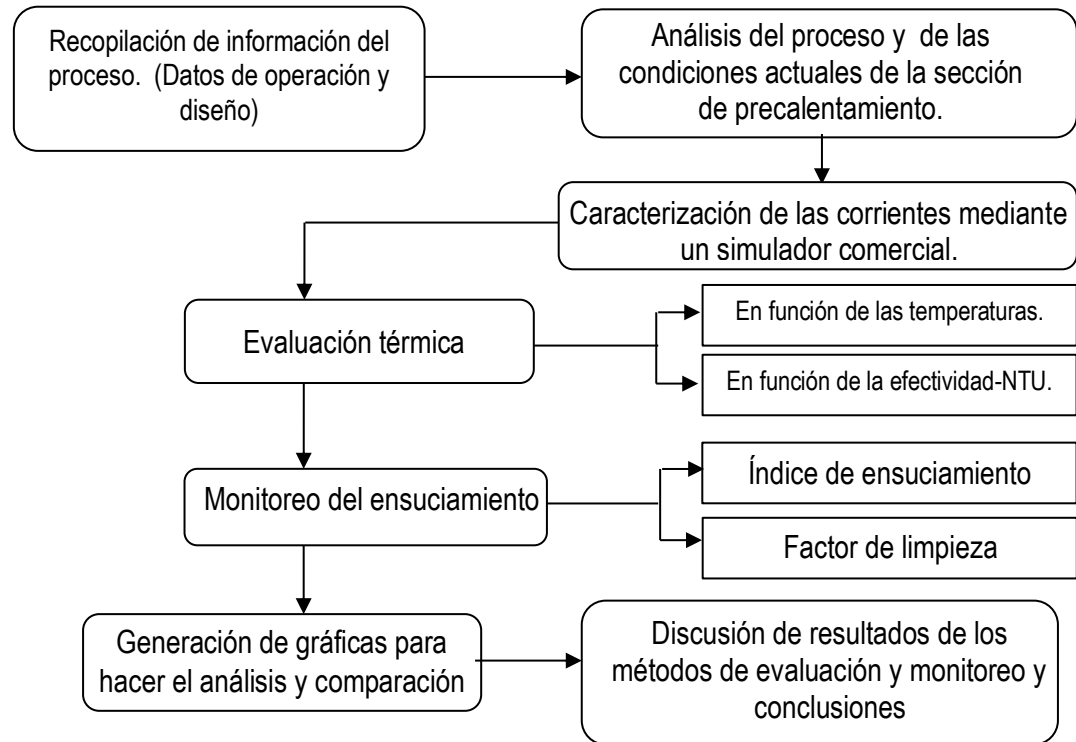 Recopilación de información del
proceso. (Datos de operación y
diseño)
Análisis del proceso y de las
condiciones actuales de la sección
de precalentamiento.
Caracterización de las corrientes mediante
un simulador comercial.
Evaluación térmica
En función de las temperaturas.
En función de la efectividad-NTU.
Monitoreo del ensuciamiento
Índice de ensuciamiento
Factor de limpieza
Generación de gráficas para
hacer el análisis y comparación
Discusión de resultados de los
métodos de evaluación y monitoreo y
conclusiones